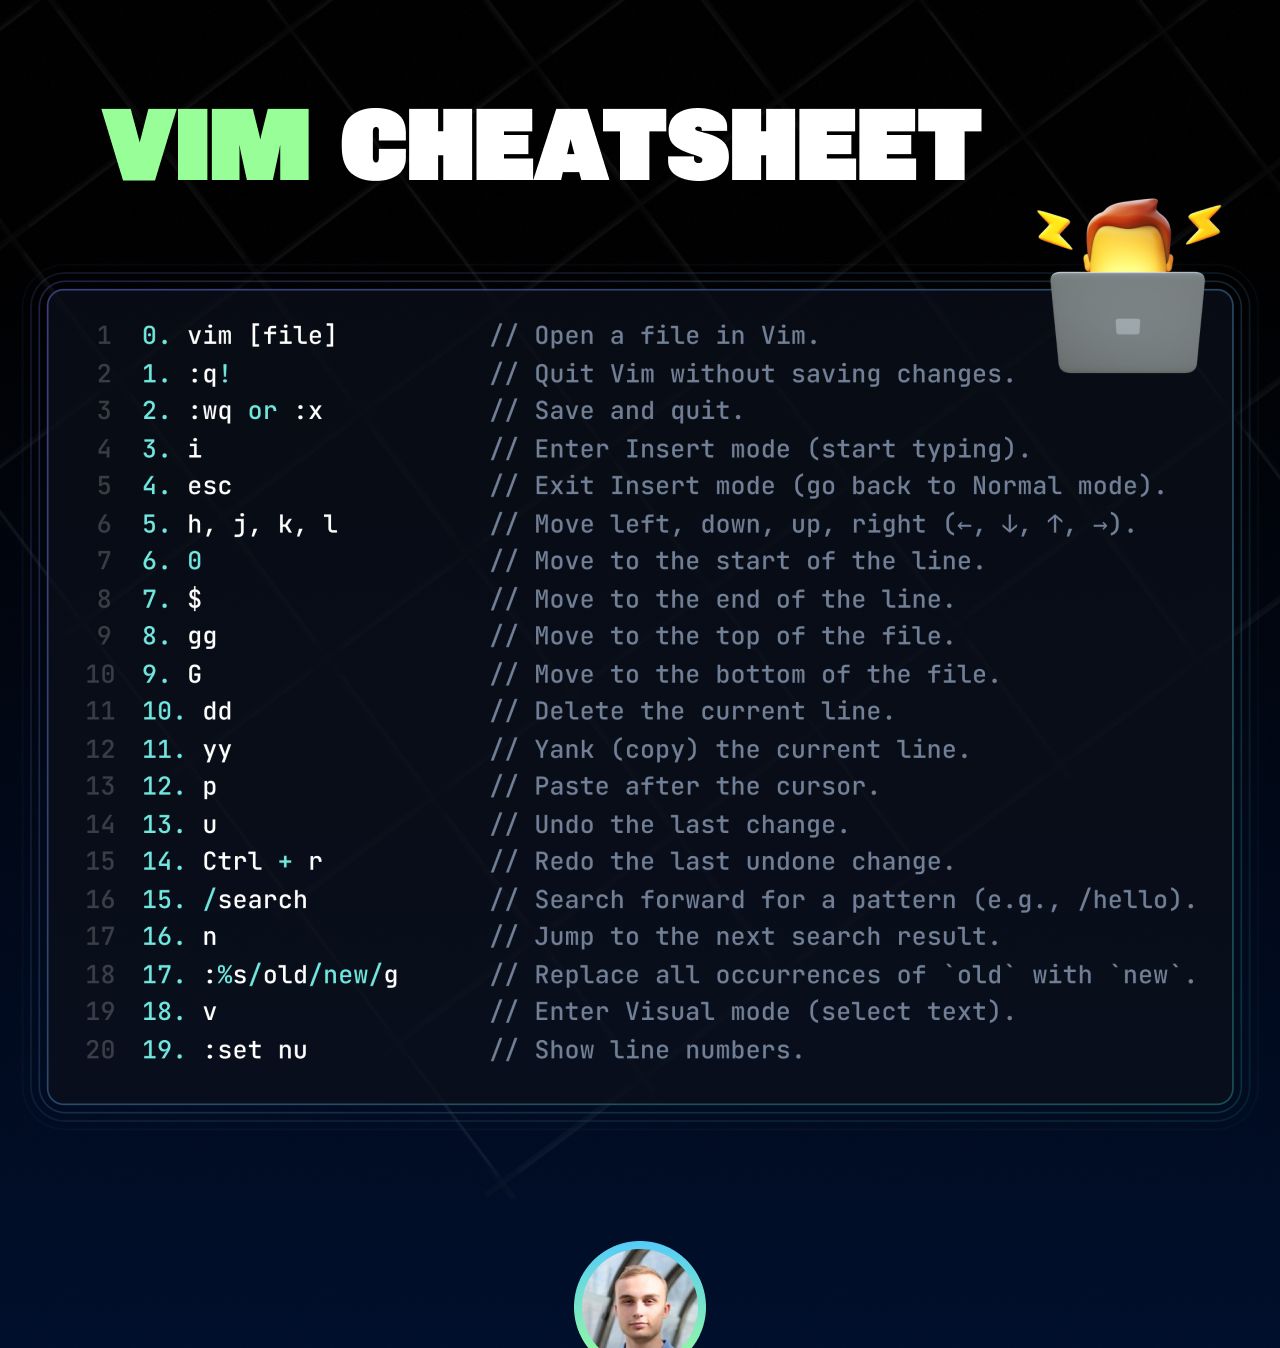 VIM CHEATSHEET
1 0. vim [file] // Open a file in Vim.
2 1. :q! // Quit Vim without saving changes.
3 2. :wq or :x // Save and quit.
4 3. i // Enter Insert mode (start typing).
5 4. esc // Exit Insert mode (go back to Normal mode).
6 5. h, j, k, l // Move left, down, up, right (←, ↓, ↑, →).
7 6. 0 // Move to the start of the line.
8 7. $ // Move to the end of the line.
9 8. gg // Move to the top of the file.
10 9. G // Move to the bottom of the file.
11 10. dd // Delete the current line.
12 11. yy // Yank (copy) the current line.
13 12. p // Paste after the cursor.
14 13. u // Undo the last change.
15 14. Ctrl + r // Redo the last undone change.
16 15. /search // Search forward for a pattern (e.g., /hello).
17 16. n // Jump to the next search result.
18 17. :%s/old/new/g // Replace all occurrences of `old` with `new`.
19 18. v // Enter Visual mode (select text).
20 19. :set nu // Show line numbers.